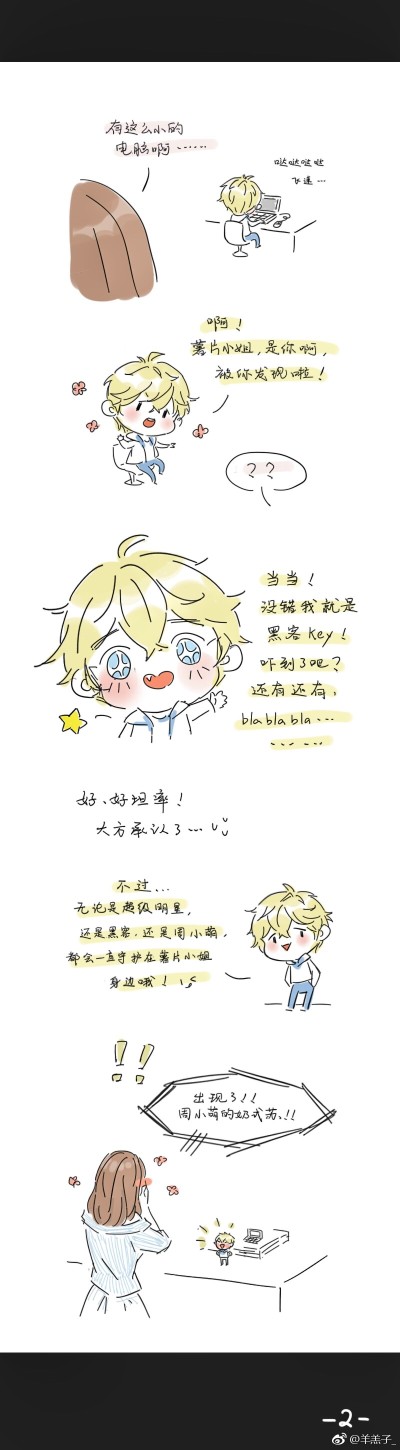 有这么小的
电脑啊……
哒哒哒哒
飞速…
啊！
薯片小姐，是你啊，
被你发现啦！
？？
当当！
没错我就是
黑客key！
吓到了吧？
还有还有，
blablabla…
……
好、好坦率！
大方承认了…
不过…
无论是超级明星，
还是黑客，还是周小萌，
都会一直守护在薯片小姐
身边哦！
!!
出现了!!
周小萌的奶式苏!!
-2-
@羊羔子_